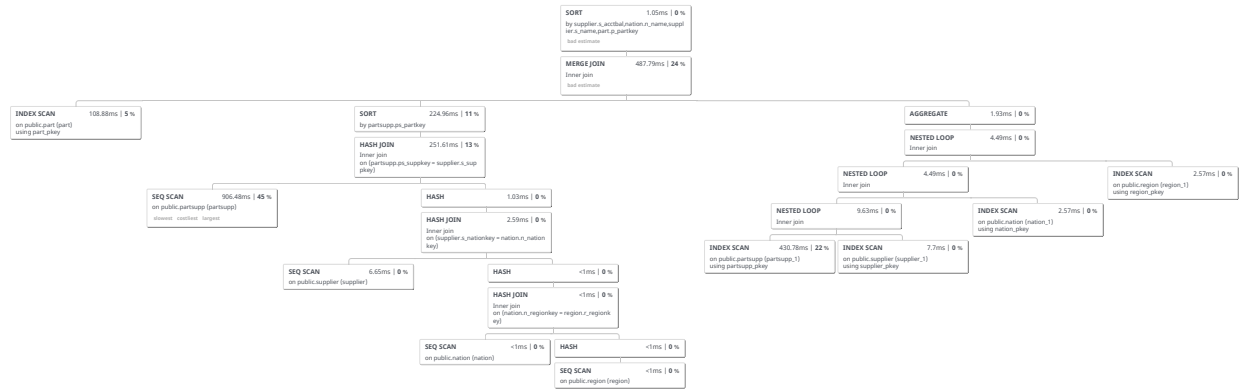 SORT 1.05ms | 0 %
by supplier.s_acctbal,nation.n_name,suppl
ier.s_name,part.p_partkey
bad estimate
MERGE JOIN 487.79ms | 24 %
Inner join
bad estimate
INDEX SCAN 108.88ms | 5 %
on public.part (part)
using part_pkey
SORT 224.96ms | 11 %
by partsupp.ps_partkey
HASH JOIN 251.61ms | 13 %
Inner join
on (partsupp.ps_suppkey = supplier.s_sup
pkey)
SEQ SCAN 906.48ms | 45 %
on public.partsupp (partsupp)
slowest costliest largest
HASH 1.03ms | 0 %
HASH JOIN 2.59ms | 0 %
Inner join
on (supplier.s_nationkey = nation.n_nation
key)
SEQ SCAN 6.65ms | 0 %
on public.supplier (supplier)
HASH <1ms | 0 %
HASH JOIN <1ms | 0 %
Inner join
on (nation.n_regionkey = region.r_regionk
ey)
SEQ SCAN <1ms | 0 %
on public.nation (nation)
HASH <1ms | 0 %
SEQ SCAN <1ms | 0 %
on public.region (region)
AGGREGATE 1.93ms | 0 %
NESTED LOOP 4.49ms | 0 %
Inner join
NESTED LOOP 4.49ms | 0 %
Inner join
INDEX SCAN 2.57ms | 0 %
on public.region (region_1)
using region_pkey
NESTED LOOP 9.63ms | 0 %
Inner join
INDEX SCAN 2.57ms | 0 %
on public.nation (nation_1)
using nation_pkey
INDEX SCAN 430.78ms | 22 %
on public.partsupp (partsupp_1)
using partsupp_pkey
INDEX SCAN 7.7ms | 0 %
on public.supplier (supplier_1)
using supplier_pkey